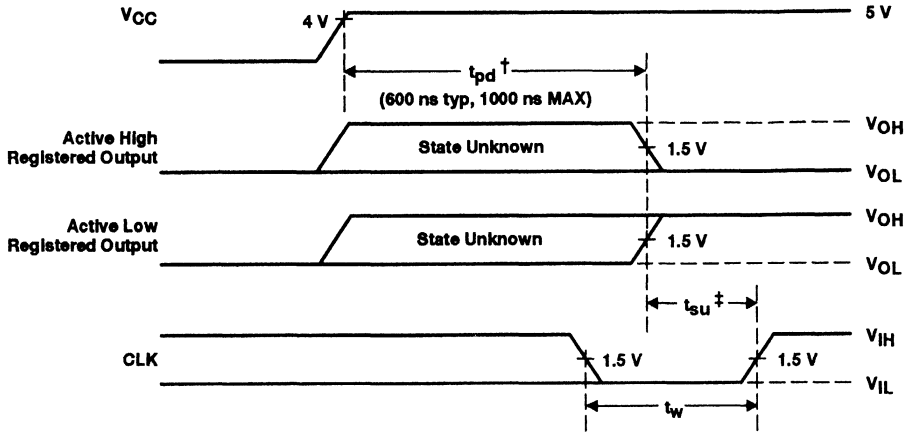 VCC
4 V
5 V
tpd†
(600 ns typ, 1000 ns MAX)
Active High
Registered Output
State Unknown
1.5 V
VOH
VOL
Active Low
Registered Output
State Unknown
1.5 V
VOH
VOL
tsu‡
CLK
1.5 V
1.5 V
VIH
VIL
tw